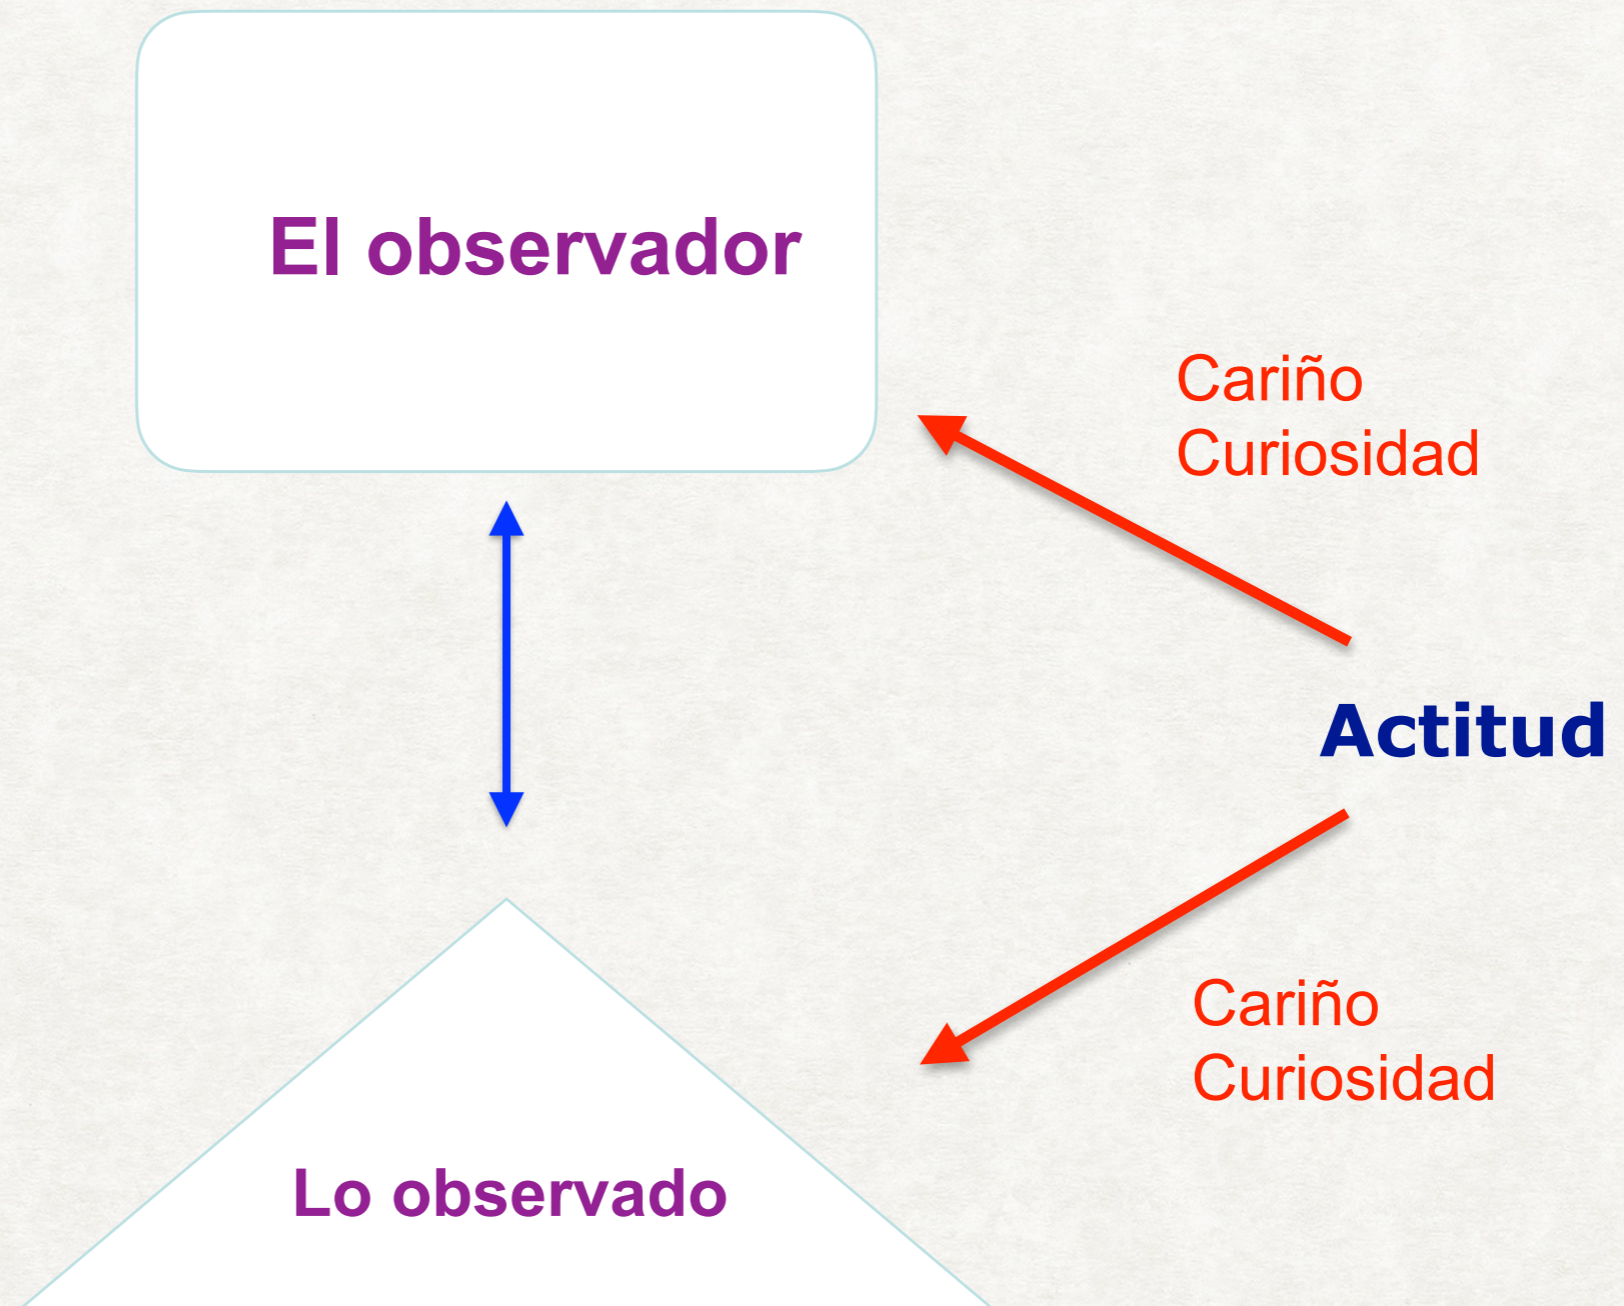 El observador
Cariño
Curiosidad
Actitud
Cariño
Curiosidad
Lo observado